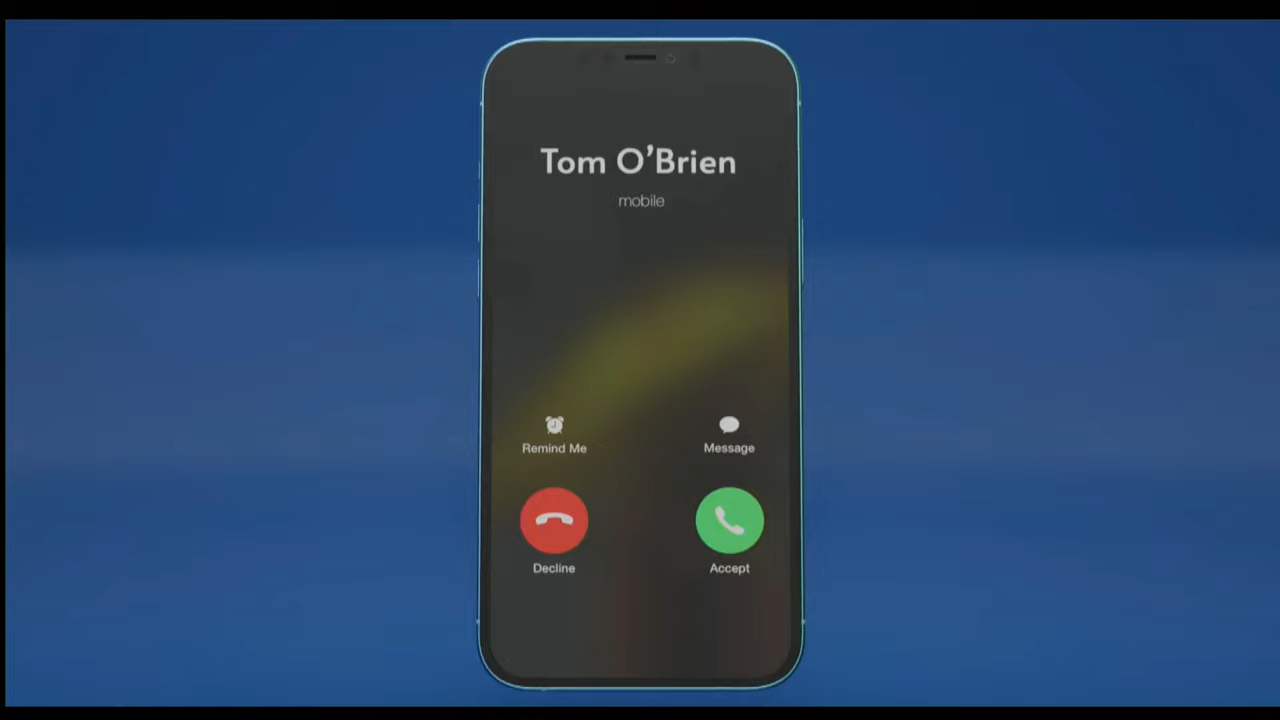 Tom O’Brien
mobile
Remind Me
Message
Decline
Accept